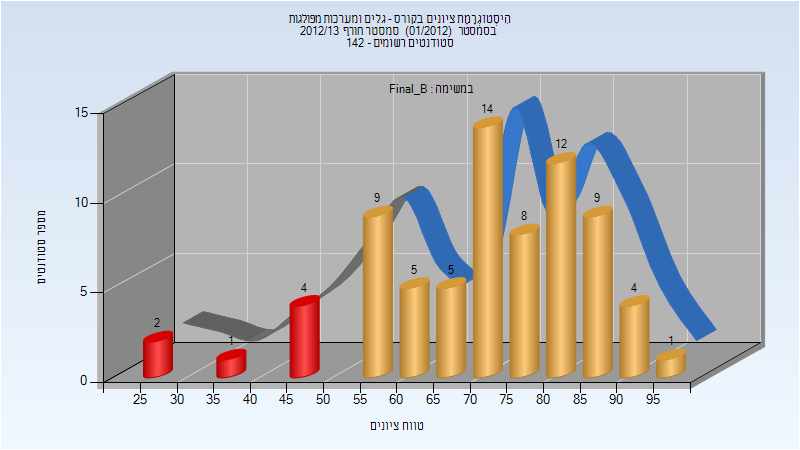 היסטוגרמת ציונים בקורס - גלים ומערכות מפולגות
בסמסטר (01/2012) סמסטר חורף 2012/13
סטודנטים רשומים - 142
במשימה : Final_B
מספר סטודנטים
15
10
5
0
2
1
4
9
5
5
14
8
12
9
4
1
25 30 35 40 45 50 55 60 65 70 75 80 85 90 95
טווח ציונים